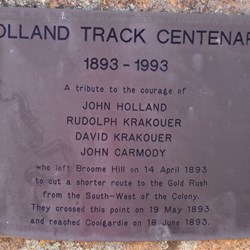 OLLAND TRACK CENTENAR
1893 - 1993
A tribute to the courage of
JOHN HOLLAND
RUDOLPH KRAKOUER
DAVID KRAKOUER
JOHN CARMODY
who left Broome Hill on 14 April 1893
to cut a shorter route to the Gold Rush
from the South-West of the Colony.
They crossed this point on 19 May 1893
and reached Coolgardie on 18 June 1893.